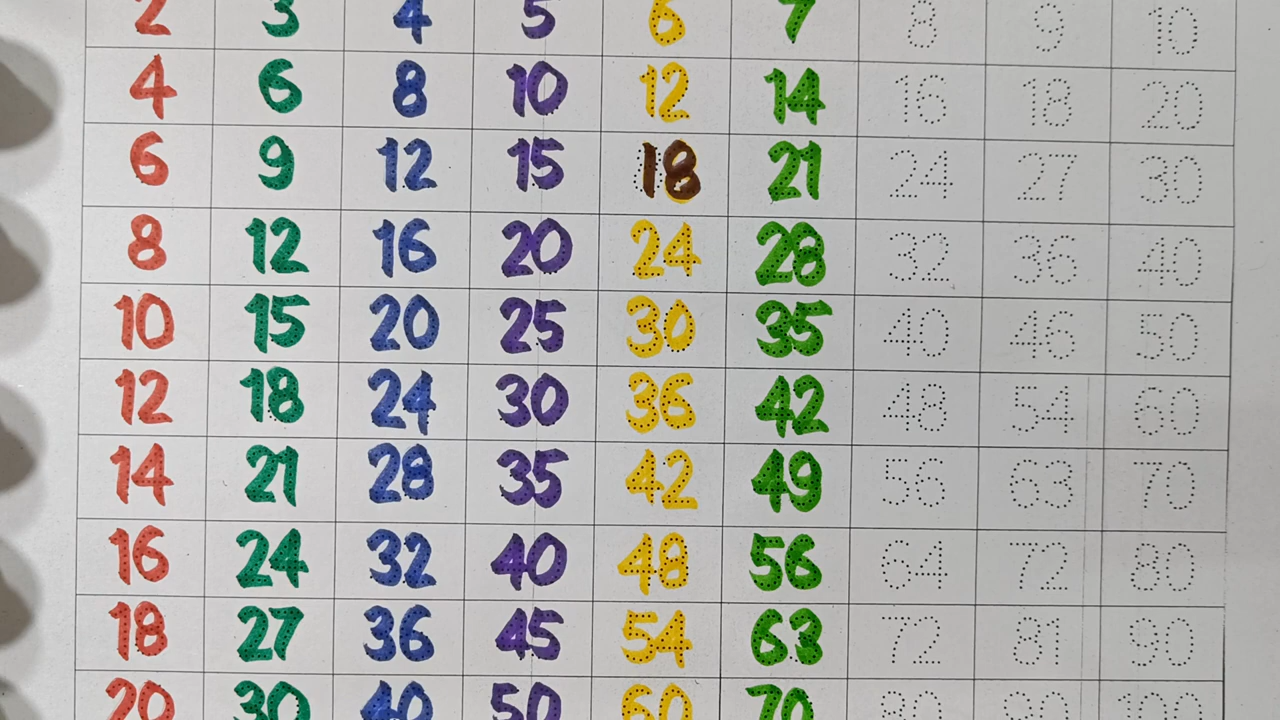 2 3 4 5 6 7 8 9 10
4 6 8 10 12 14 16 18 20
6 9 12 15 18 21 24 27 30
8 12 16 20 24 28 32 36 40
10 15 20 25 30 35 40 46 50
12 18 24 30 36 42 48 54 60
14 21 28 35 42 49 56 63 70
16 24 32 40 48 56 64 72 80
18 27 36 45 54 63 72 81 90
20 30 40 50 60 70 80 90 100